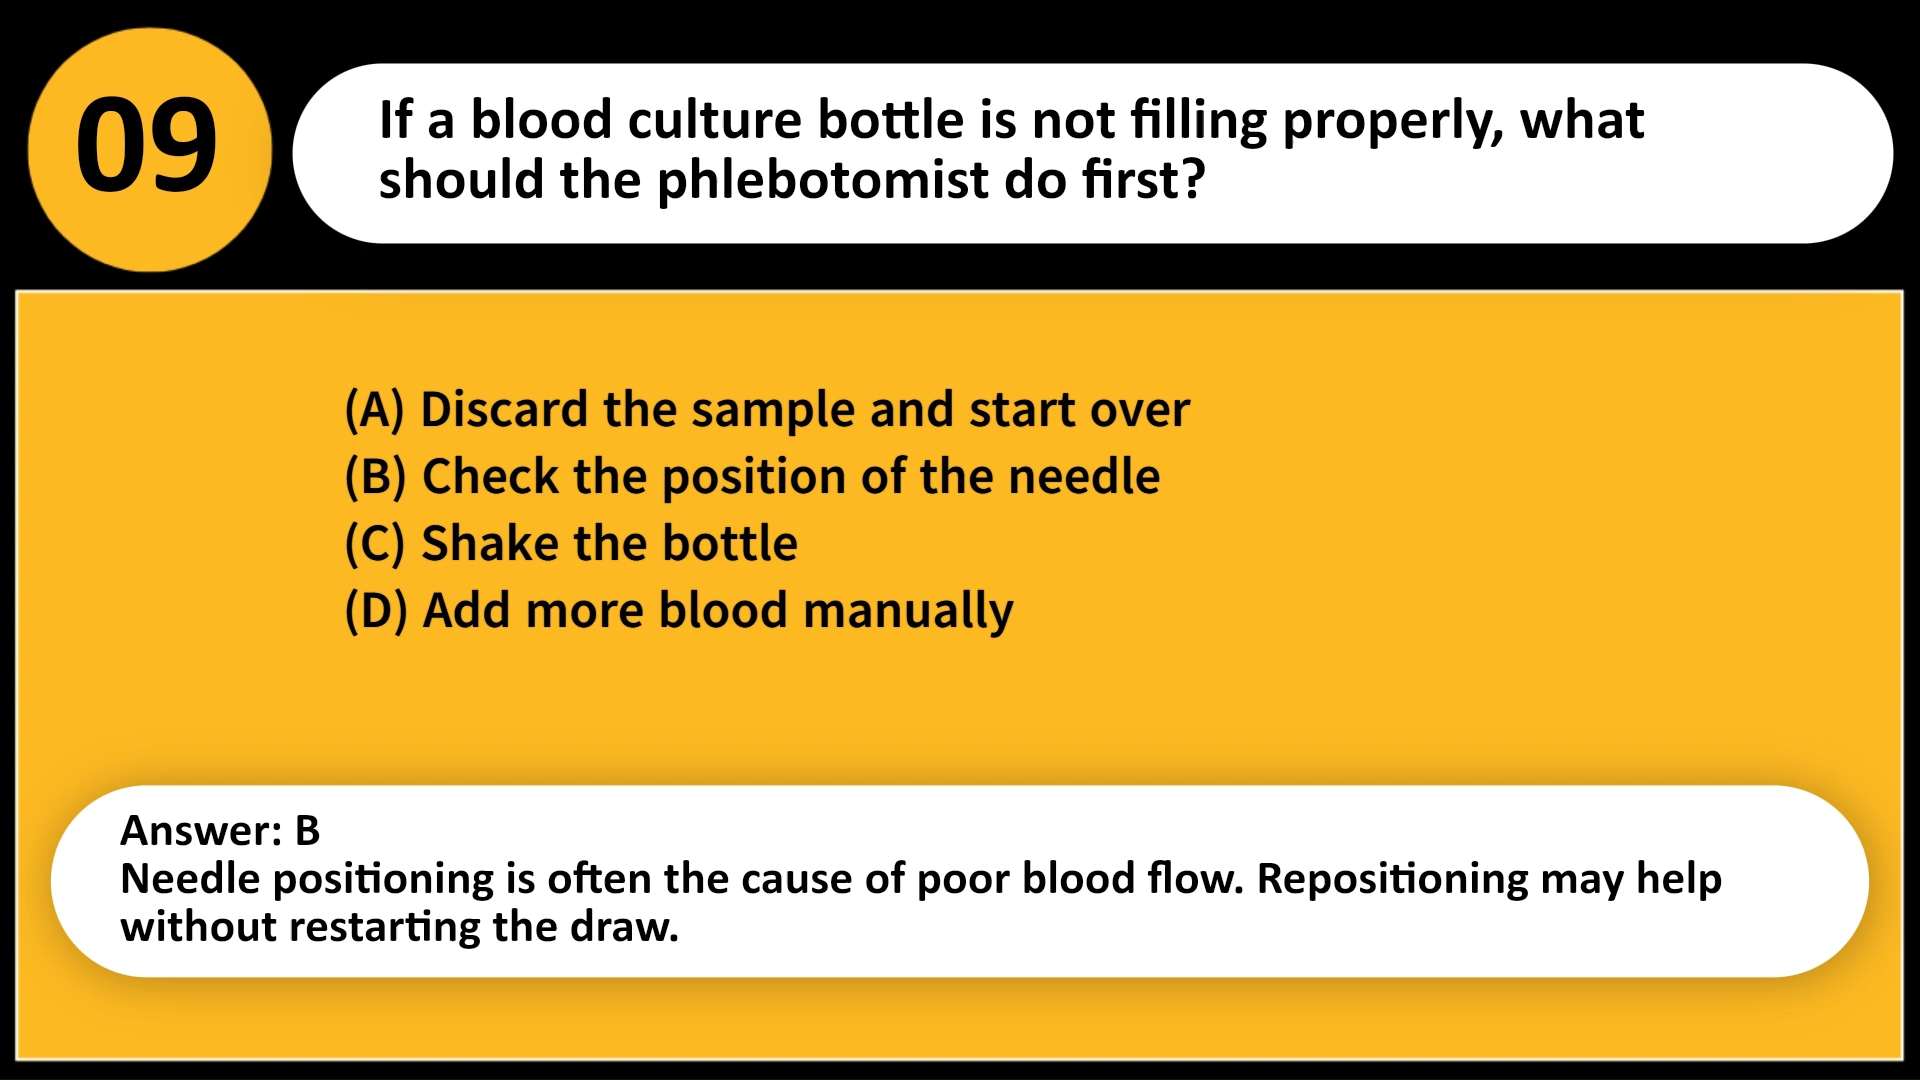 09
If a blood culture bottle is not filling properly, what
should the phlebotomist do first?
(A) Discard the sample and start over
(B) Check the position of the needle
(C) Shake the bottle
(D) Add more blood manually
Answer: B
Needle positioning is often the cause of poor blood flow. Repositioning may help
without restarting the draw.